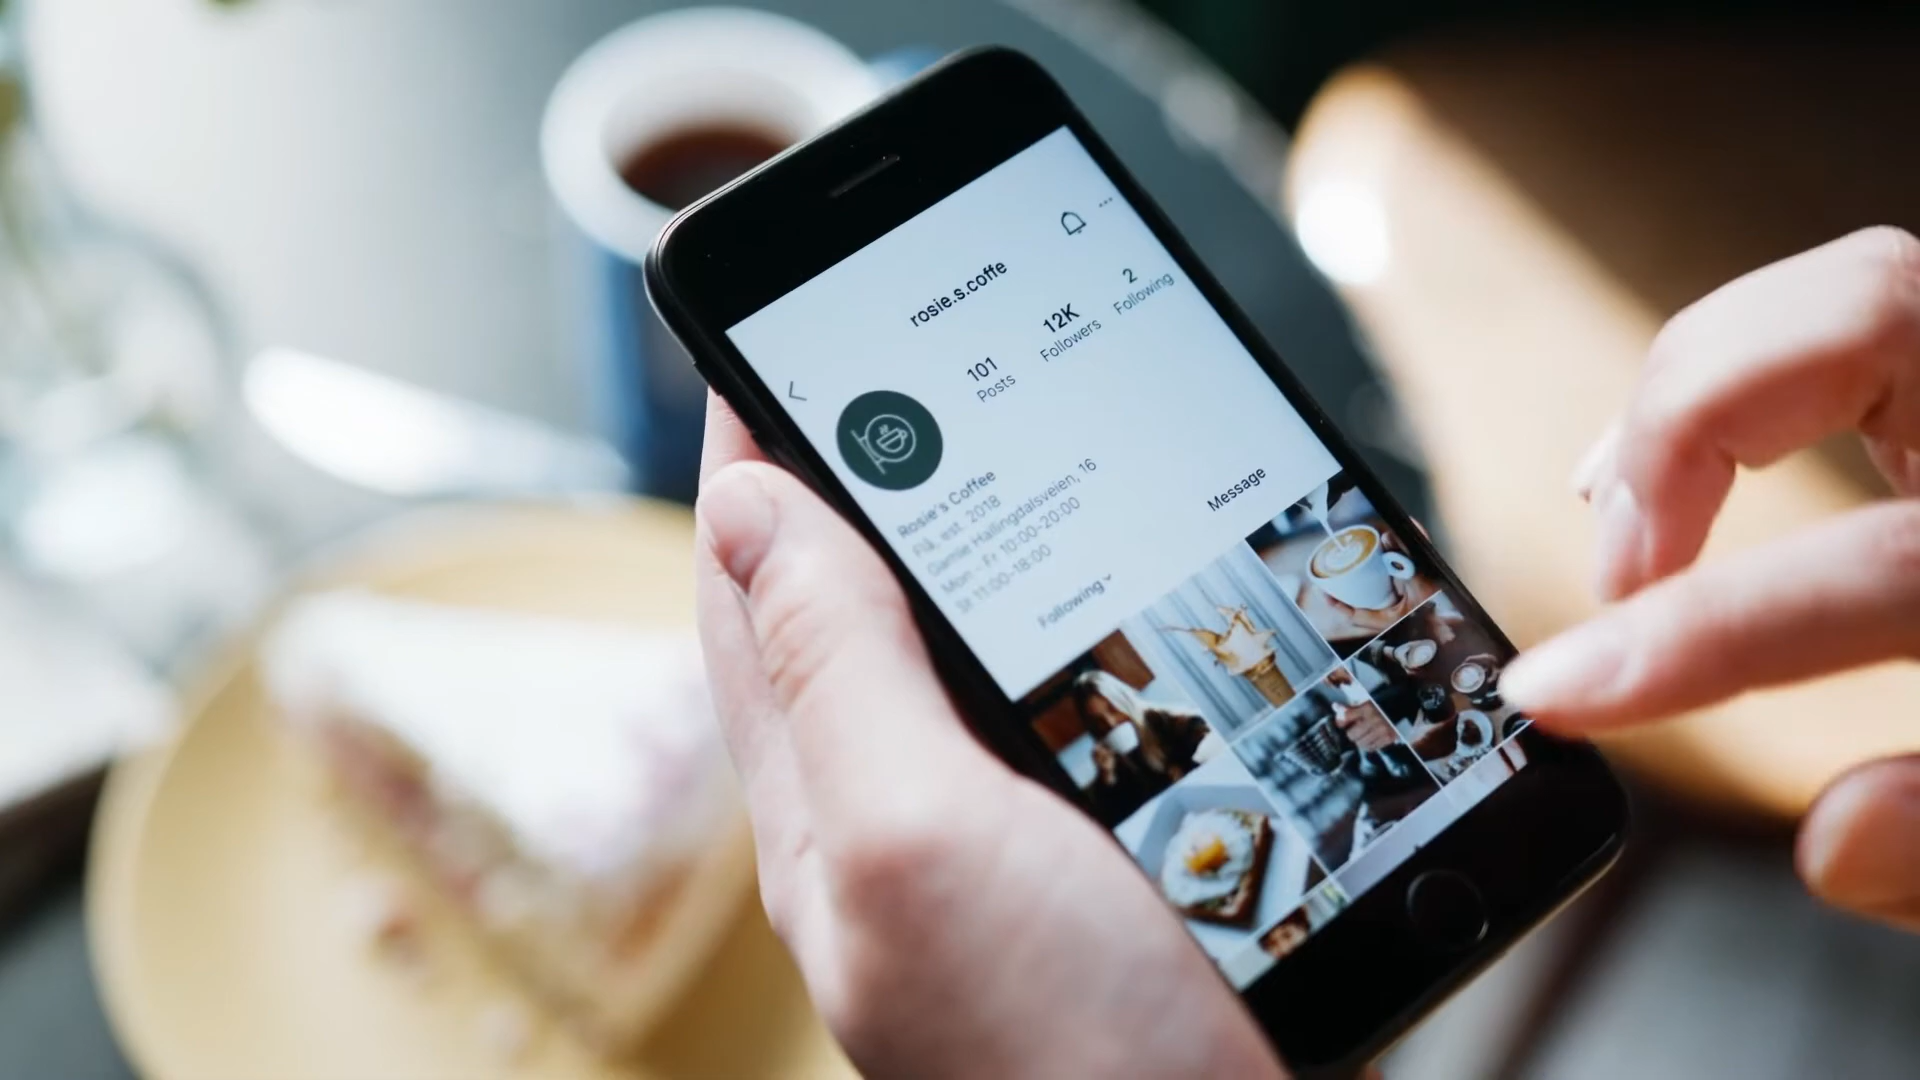 rosie.s.coffe
101
Posts
12K
Followers
2
Following
Rosie's Coffee
Flå, est. 2018
Gamle Hallingdalsveien, 16
Mon - Fr 10:00-20:00
St 11:00-18:00
Following
Message